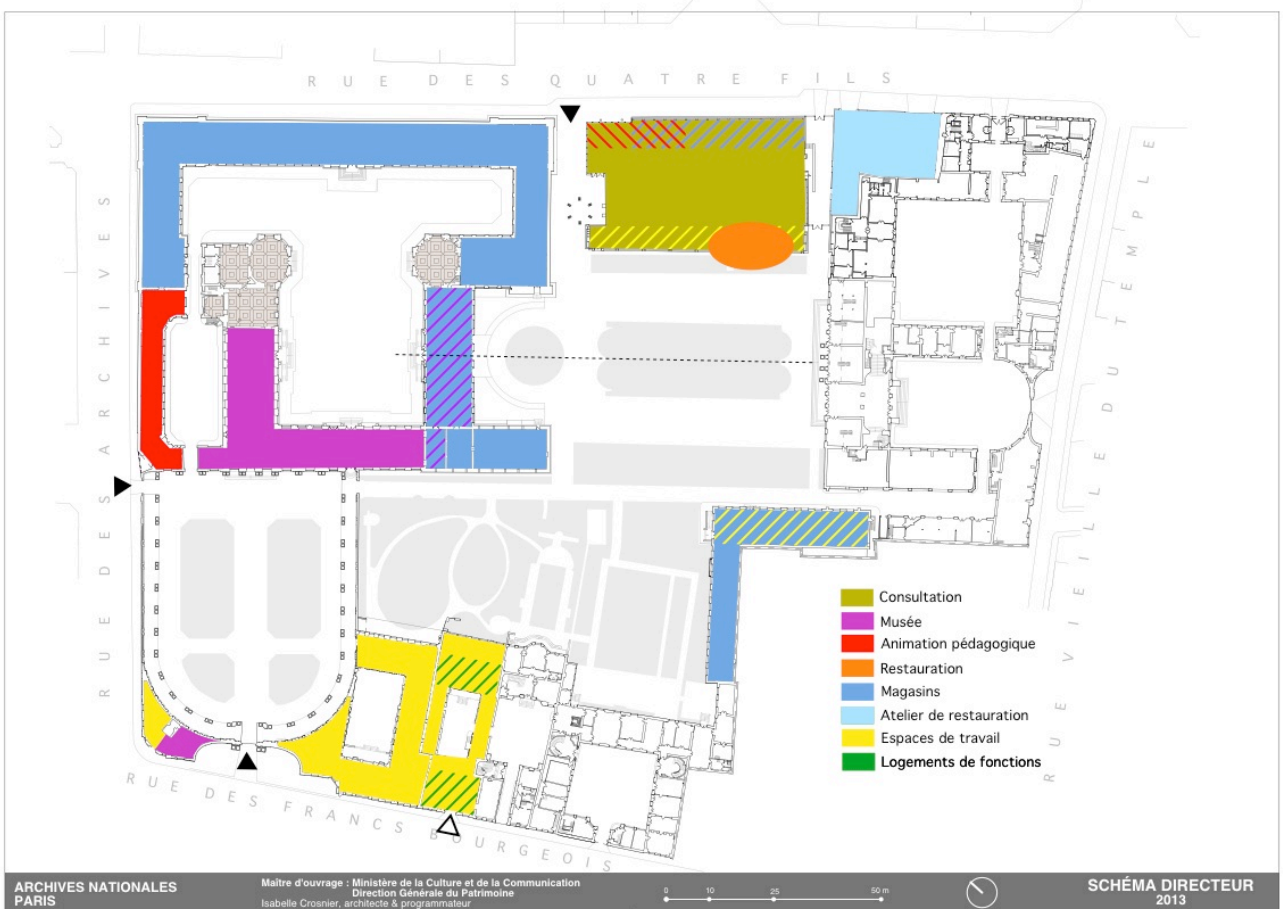 RUE DES QUATRE FILS
RUE DES ARCHIVES
RUE VIEILLE DU TEMPLE
RUE DES FRANCS BOURGEOIS
Consultation
Musée
Animation pédagogique
Restauration
Magasins
Atelier de restauration
Espaces de travail
Logements de fonctions
ARCHIVES NATIONALES
PARIS
Maître d'ouvrage : Ministère de la Culture et de la Communication
Direction Générale du Patrimoine
Isabelle Crosnier, architecte & programmateur
0 10 25 50 m
SCHÉMA DIRECTEUR
2013